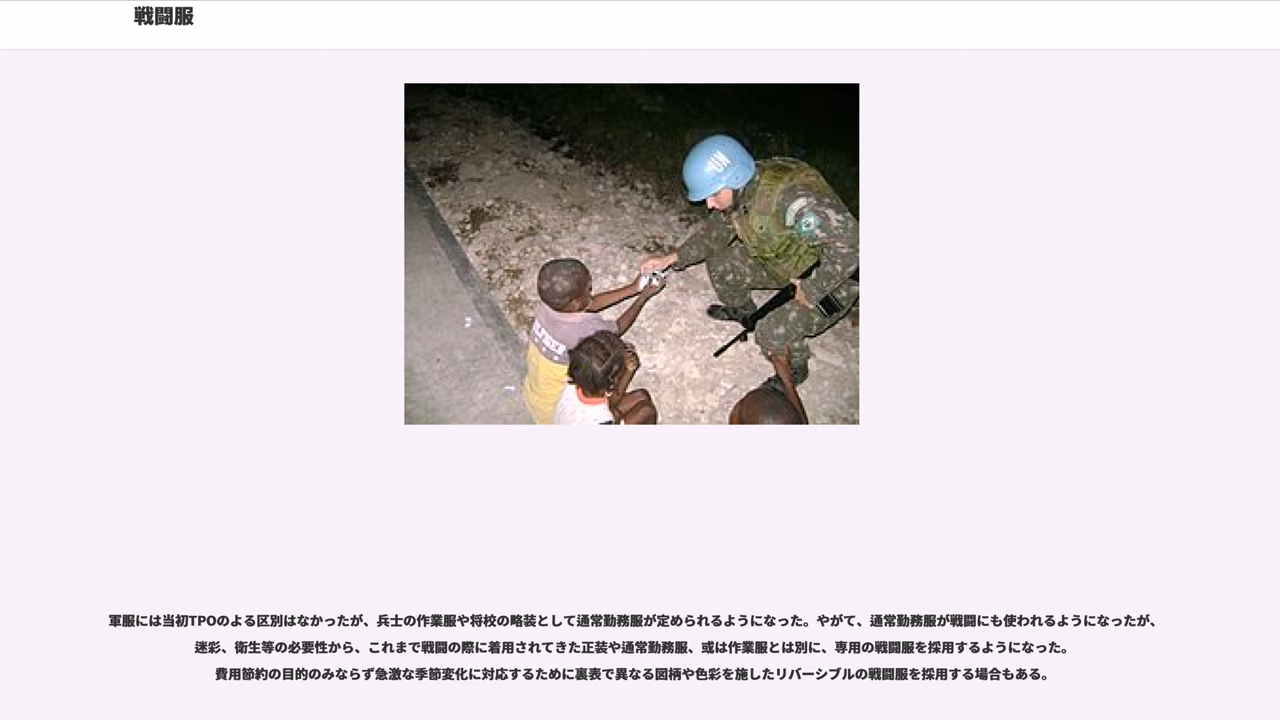 戦闘服
UN
軍服には当初TPOのよる区別はなかったが、兵士の作業服や将校の略装として通常勤務服が定められるようになった。やがて、通常勤務服が戦闘にも使われるようになったが、
迷彩、衛生等の必要性から、これまで戦闘の際に着用されてきた正装や通常勤務服、或は作業服とは別に、専用の戦闘服を採用するようになった。
費用節約の目的のみならず急激な季節変化に対応するために裏表で異なる図柄や色彩を施したリバーシブルの戦闘服を採用する場合もある。